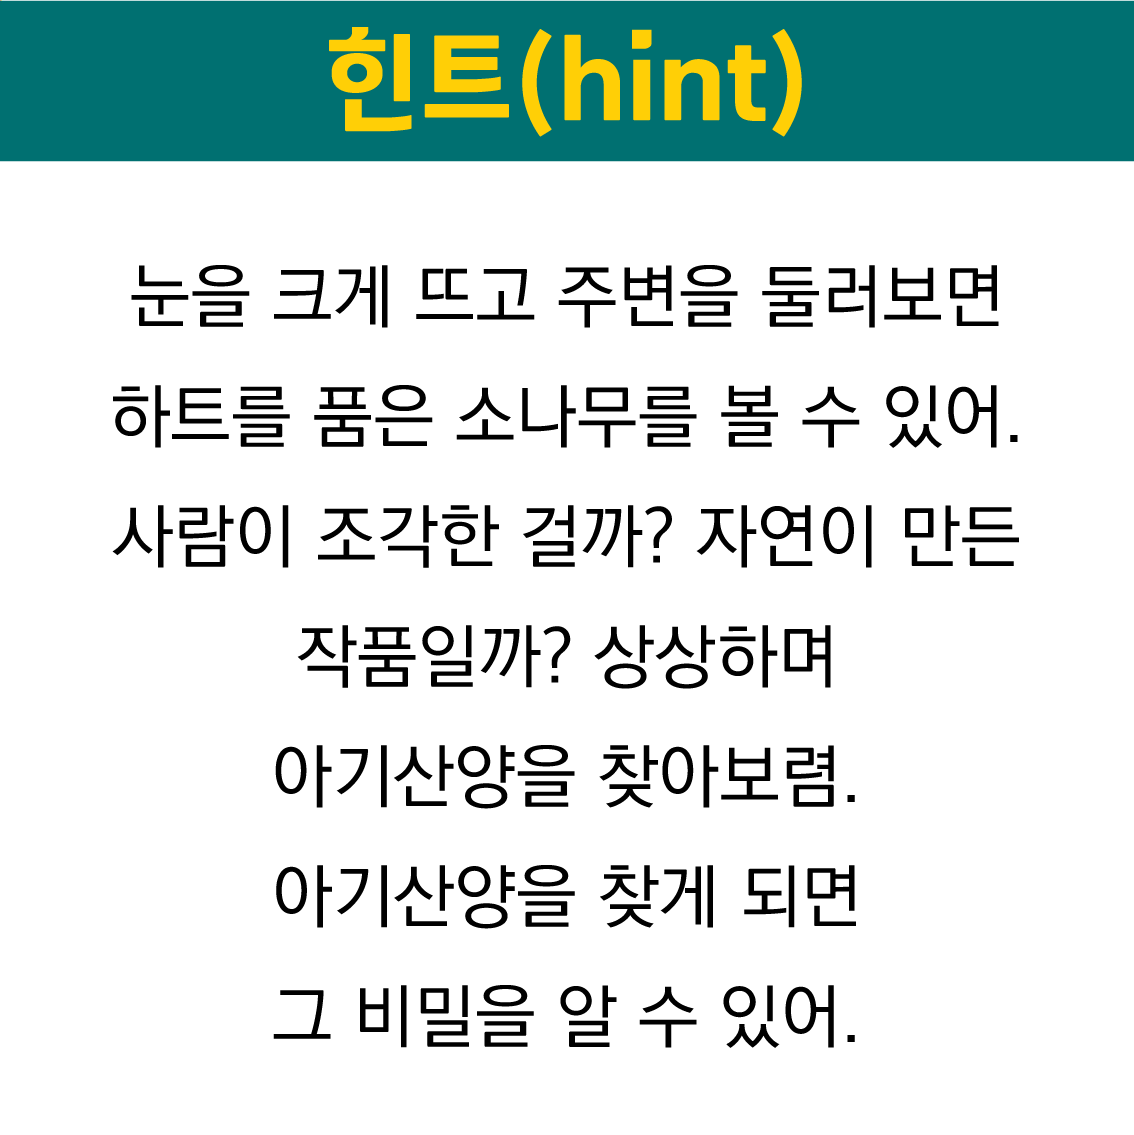 힌트(hint)
눈을 크게 뜨고 주변을 둘러보면
하트를 품은 소나무를 볼 수 있어.
사람이 조각한 걸까? 자연이 만든
작품일까? 상상하며
아기산양을 찾아보렴.
아기산양을 찾게 되면
그 비밀을 알 수 있어.